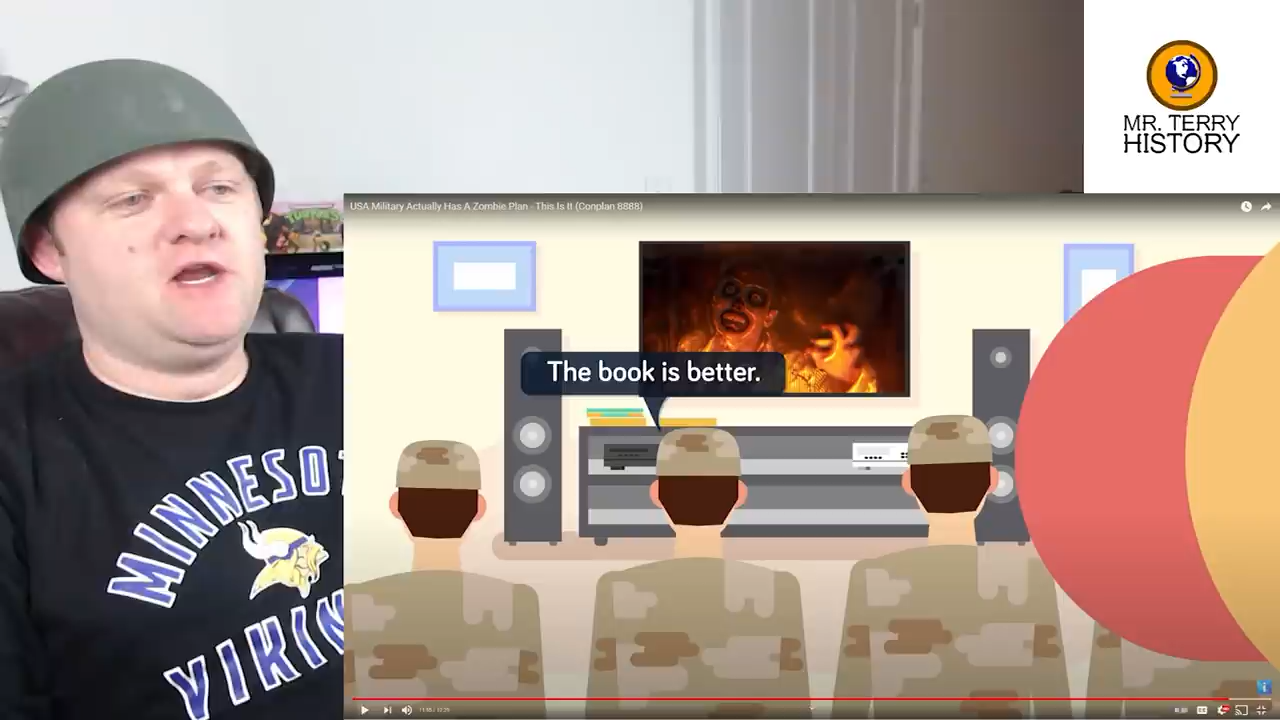 MR. TERRY
HISTORY
USA Military Actually Has A Zombie Plan - This Is It (Conplan 8888)
The book is better.
MINNESOT
VIKIN